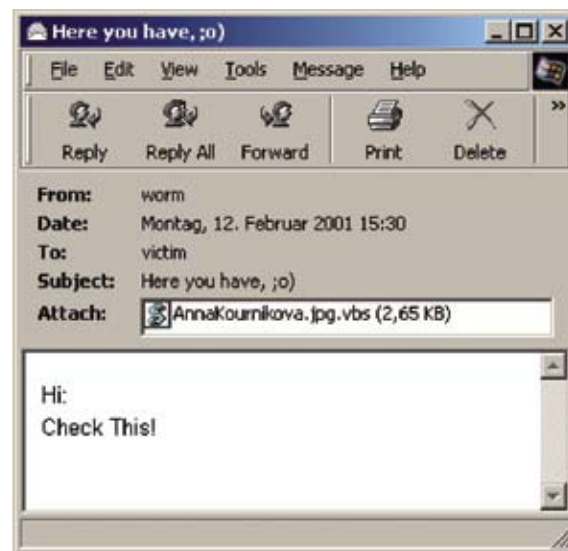 Here you have, ;o)
File Edit View Tools Message Help
Reply Reply All Forward Print Delete »
From: worm
Date: Montag, 12. Februar 2001 15:30
To: victim
Subject: Here you have, ;o)
Attach: AnnaKournikova.jpg.vbs (2,65 KB)
Hi:
Check This!